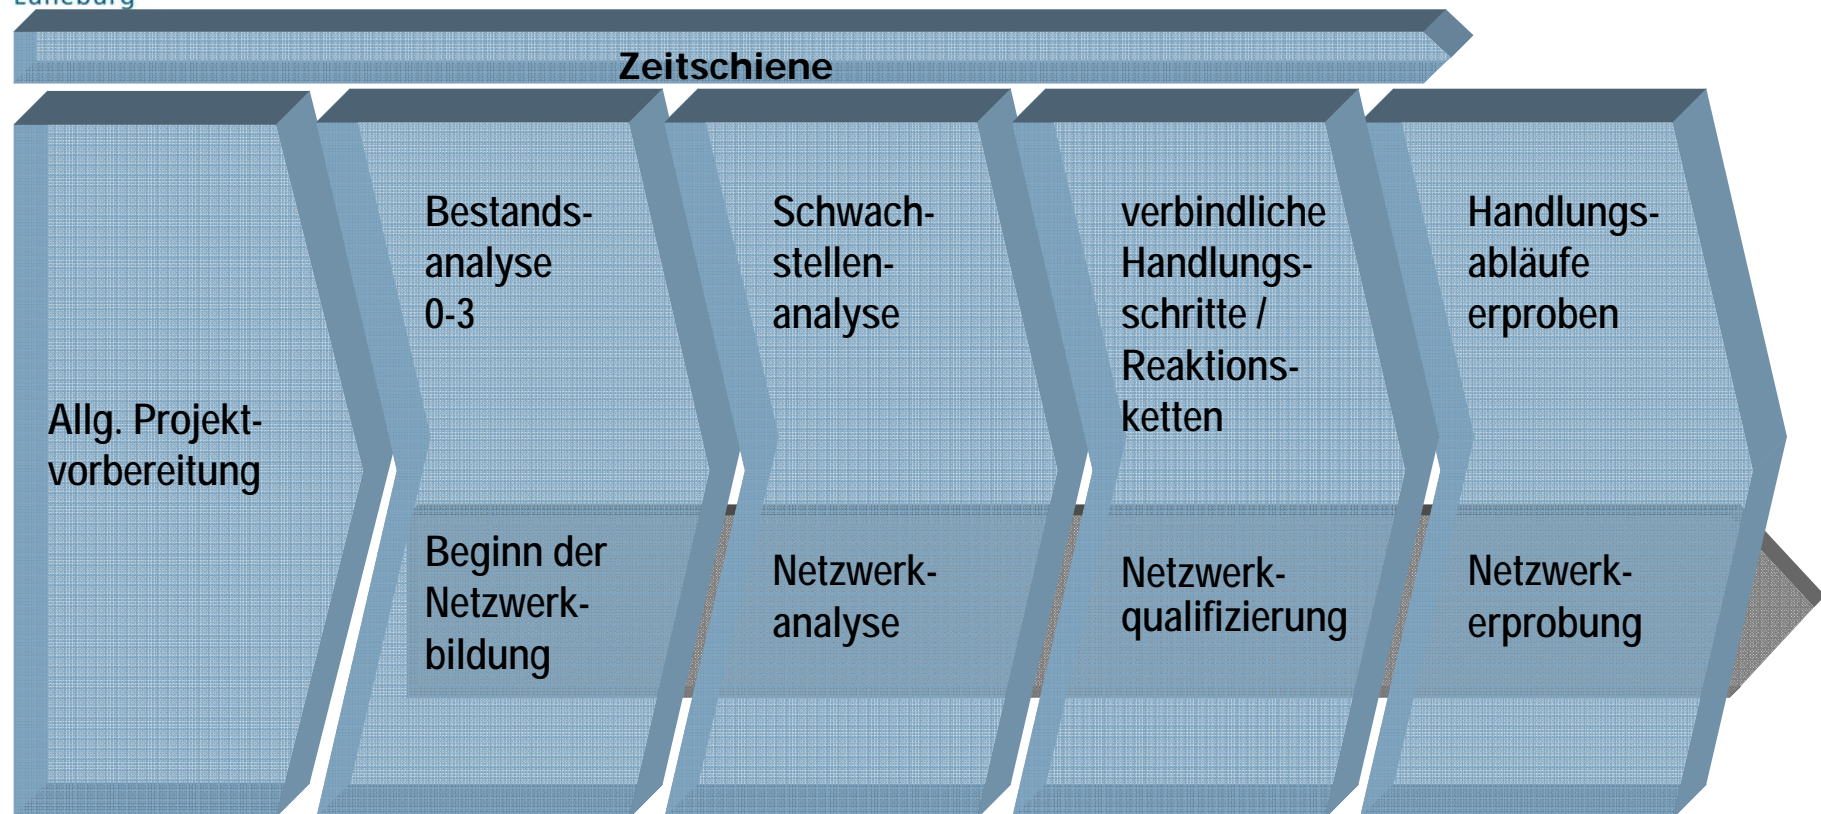 Lüneburg
Zeitschiene
Allg. Projekt-
vorbereitung
Bestands-
analyse
0-3
Beginn der
Netzwerk-
bildung
Schwach-
stellen-
analyse
Netzwerk-
analyse
verbindliche
Handlungs-
schritte /
Reaktions-
ketten
Netzwerk-
qualifizierung
Handlungs-
abläufe
erproben
Netzwerk-
erprobung